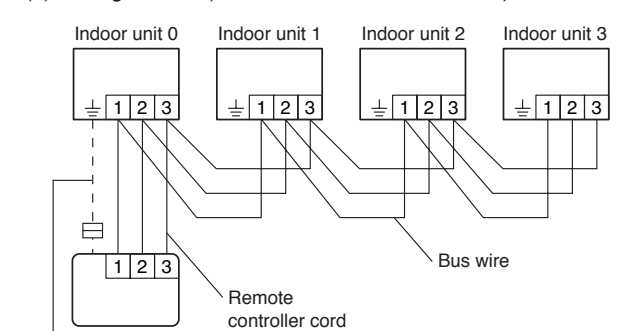 Indoor unit 0 Indoor unit 1 Indoor unit 2 Indoor unit 3
1 2 3 1 2 3 1 2 3 1 2 3
1 2 3
Bus wire
Remote
controller cord